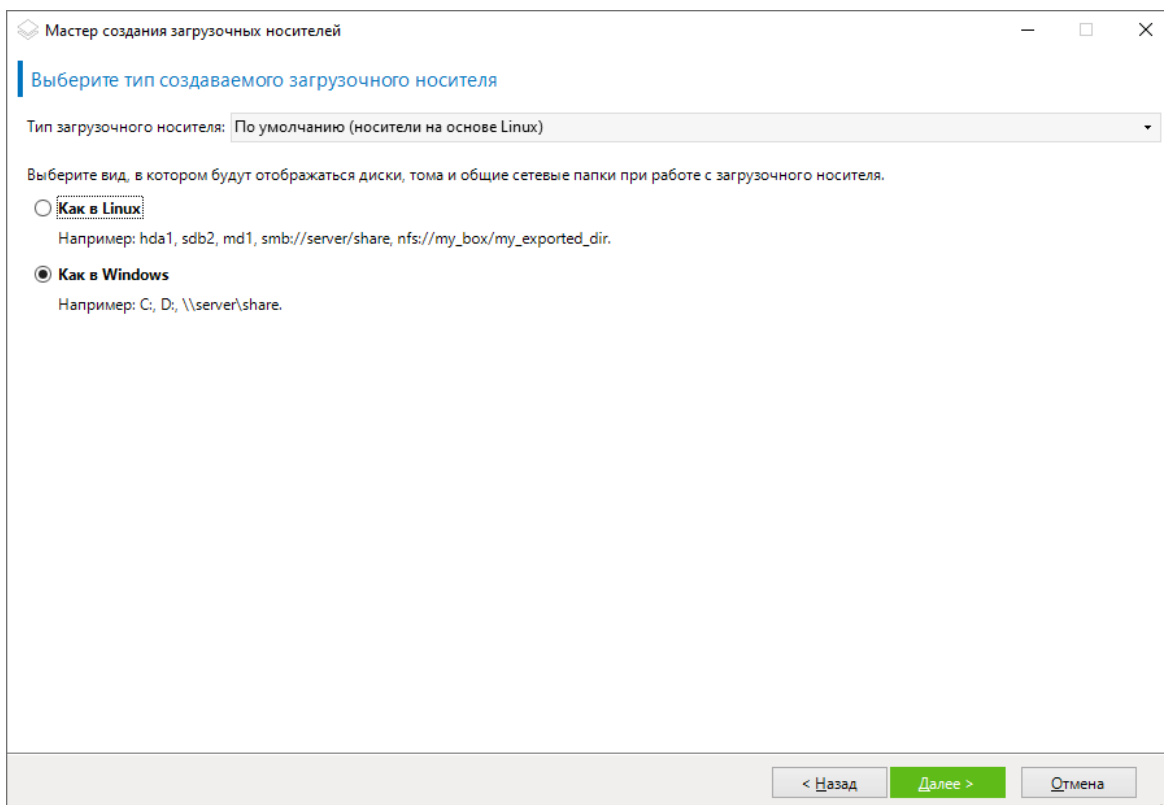 Мастер создания загрузочных носителей
Выберите тип создаваемого загрузочного носителя
Тип загрузочного носителя: По умолчанию (носители на основе Linux)
Выберите вид, в котором будут отображаться диски, тома и общие сетевые папки при работе с загрузочного носителя.
Как в Linux
Например: hda1, sdb2, md1, smb://server/share, nfs://my_box/my_exported_dir.
Как в Windows
Например: C:, D:, \\server\share.
< Назад Далее > Отмена